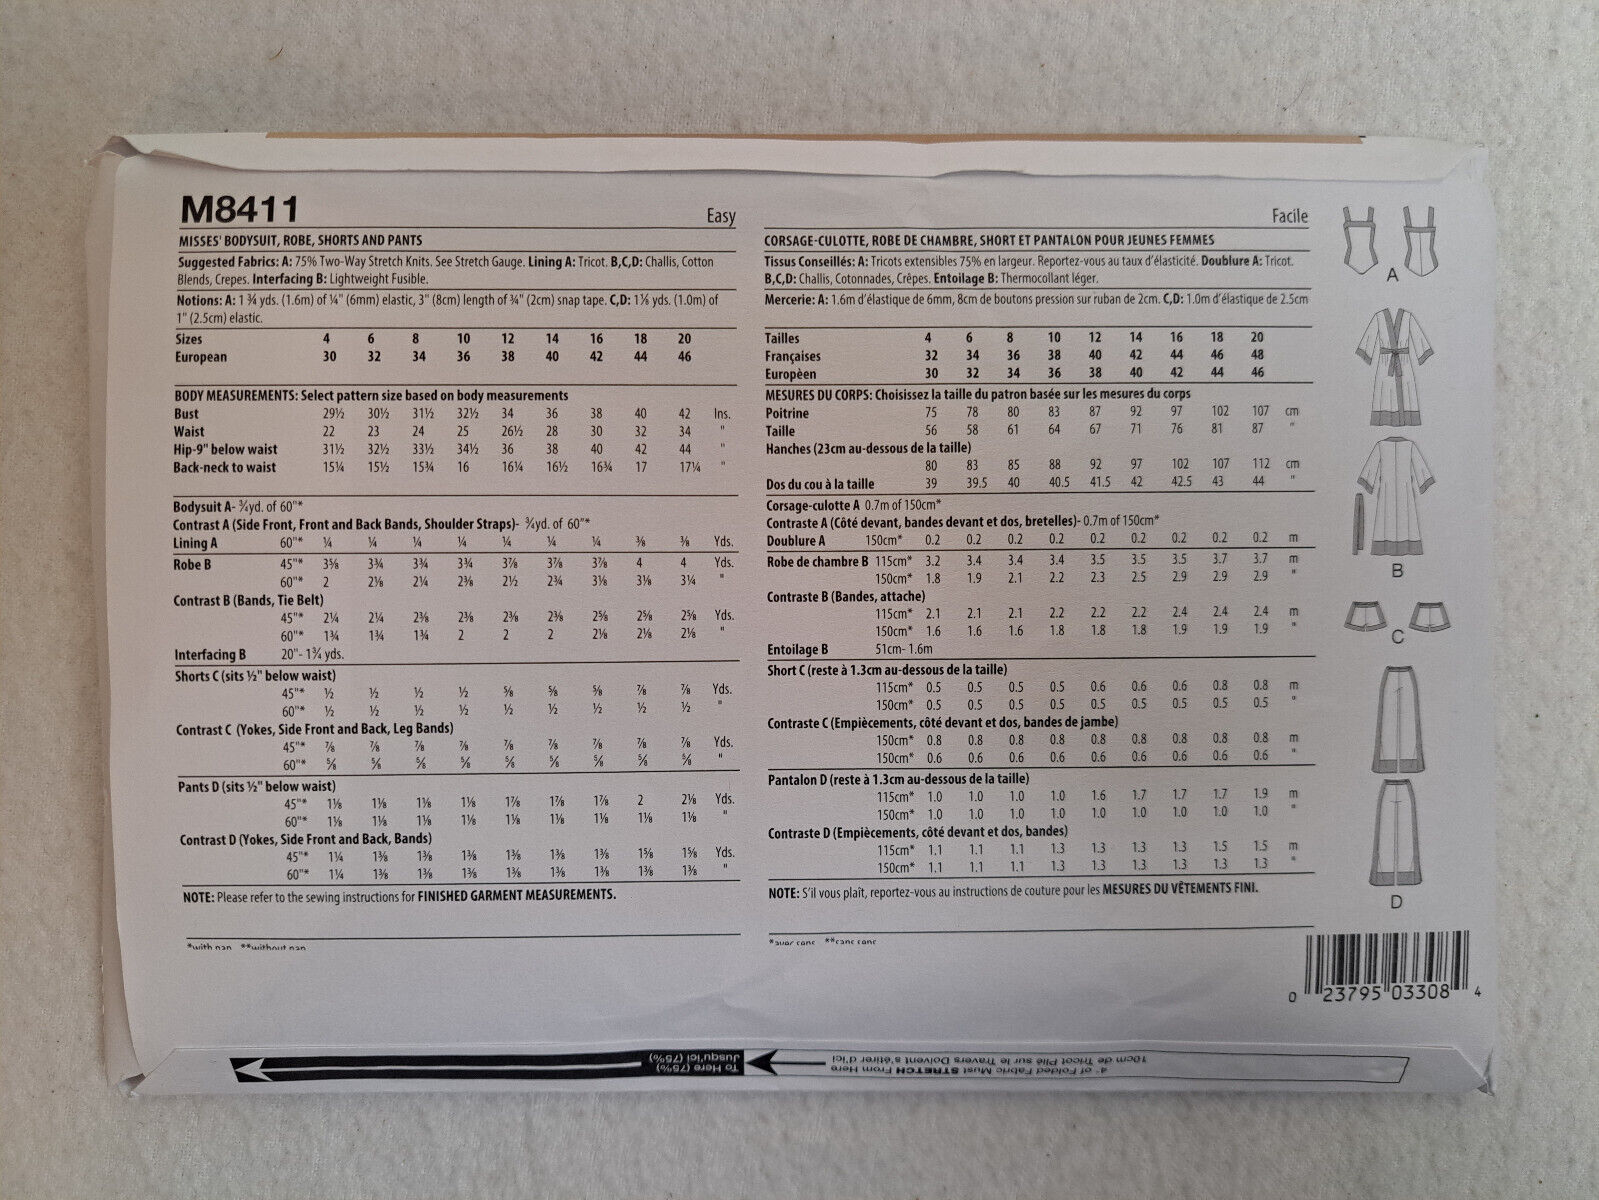 M8411
Easy
MISSES' BODYSUIT, ROBE, SHORTS AND PANTS
Suggested Fabrics: A: 75% Two-Way Stretch Knits. See Stretch Gauge. Lining A: Tricot. B,C,D: Challis, Cotton
Blends, Crepes. Interfacing B: Lightweight Fusible.
Notions: A: 1 ¾ yds. (1.6m) of ¼" (6mm) elastic, 3" (8cm) length of ¾" (2cm) snap tape. C,D: 1⅛ yds. (1.0m) of
1" (2.5cm) elastic.
Sizes 4 6 8 10 12 14 16 18 20
European 30 32 34 36 38 40 42 44 46
BODY MEASUREMENTS: Select pattern size based on body measurements
Bust 29½ 30½ 31½ 32½ 34 36 38 40 42 Ins.
Waist 22 23 24 25 26½ 28 30 32 34 "
Hip-9" below waist 31½ 32½ 33½ 34½ 36 38 40 42 44 "
Back-neck to waist 15¼ 15½ 15¾ 16 16¼ 16½ 16¾ 17 17¼ "
Bodysuit A- ¾yd. of 60"*
Contrast A (Side Front, Front and Back Bands, Shoulder Straps)- ¾yd. of 60"*
Lining A 60"* ¼ ¼ ¼ ¼ ¼ ¼ ¼ ⅜ ⅜ Yds.
Robe B 45"* 3⅝ 3¾ 3¾ 3¾ 3⅞ 3⅞ 3⅞ 4 4 Yds.
60"* 2 2⅛ 2¼ 2⅜ 2½ 2¾ 3⅛ 3⅛ 3¼ "
Contrast B (Bands, Tie Belt)
45"* 2¼ 2¼ 2⅜ 2⅜ 2⅜ 2⅜ 2⅝ 2⅝ 2⅝ Yds.
60"* 1¾ 1¾ 1¾ 2 2 2 2⅛ 2⅛ 2⅛ "
Interfacing B 20"- 1¾ yds.
Shorts C (sits ½" below waist)
45"* ½ ½ ½ ½ ⅝ ⅝ ⅝ ⅞ ⅞ Yds.
60"* ½ ½ ½ ½ ½ ½ ½ ½ ½ "
Contrast C (Yokes, Side Front and Back, Leg Bands)
45"* ⅞ ⅞ ⅞ ⅞ ⅞ ⅞ ⅞ ⅞ ⅞ Yds.
60"* ⅝ ⅝ ⅝ ⅝ ⅝ ⅝ ⅝ ⅝ ⅝ "
Pants D (sits ½" below waist)
45"* 1⅛ 1⅛ 1⅛ 1⅛ 1⅞ 1⅞ 1⅞ 2 2⅛ Yds.
60"* 1⅛ 1⅛ 1⅛ 1⅛ 1⅛ 1⅛ 1⅛ 1⅛ 1⅛ "
Contrast D (Yokes, Side Front and Back, Bands)
45"* 1¼ 1⅜ 1⅜ 1⅜ 1⅜ 1⅜ 1⅜ 1⅝ 1⅝ Yds.
60"* 1¼ 1⅜ 1⅜ 1⅜ 1⅜ 1⅜ 1⅜ 1⅜ 1⅜ "
NOTE: Please refer to the sewing instructions for FINISHED GARMENT MEASUREMENTS.
*with nap **without nap
Facile
CORSAGE-CULOTTE, ROBE DE CHAMBRE, SHORT ET PANTALON POUR JEUNES FEMMES
Tissus Conseillés: A: Tricots extensibles 75% en largeur. Reportez-vous au taux d'élasticité. Doublure A: Tricot.
B,C,D: Challis, Cotonnades, Crêpes. Entoilage B: Thermocollant léger.
Mercerie: A: 1.6m d'élastique de 6mm, 8cm de boutons pression sur ruban de 2cm. C,D: 1.0m d'élastique de 2.5cm
Tailles 4 6 8 10 12 14 16 18 20
Françaises 32 34 36 38 40 42 44 46 48
Europèen 30 32 34 36 38 40 42 44 46
MESURES DU CORPS: Choisissez la taille du patron basée sur les mesures du corps
Poitrine 75 78 80 83 87 92 97 102 107 cm
Taille 56 58 61 64 67 71 76 81 87 "
Hanches (23cm au-dessous de la taille)
80 83 85 88 92 97 102 107 112 cm
Dos du cou à la taille 39 39.5 40 40.5 41.5 42 42.5 43 44 "
Corsage-culotte A 0.7m of 150cm*
Contraste A (Côté devant, bandes devant et dos, bretelles)- 0.7m of 150cm*
Doublure A 150cm* 0.2 0.2 0.2 0.2 0.2 0.2 0.2 0.2 0.2 m
Robe de chambre B 115cm* 3.2 3.4 3.4 3.4 3.5 3.5 3.5 3.7 3.7 m
150cm* 1.8 1.9 2.1 2.2 2.3 2.5 2.9 2.9 2.9 "
Contraste B (Bandes, attache)
115cm* 2.1 2.1 2.1 2.2 2.2 2.2 2.4 2.4 2.4 m
150cm* 1.6 1.6 1.6 1.8 1.8 1.8 1.9 1.9 1.9 "
Entoilage B 51cm- 1.6m
Short C (reste à 1.3cm au-dessous de la taille)
115cm* 0.5 0.5 0.5 0.5 0.6 0.6 0.6 0.8 0.8 m
150cm* 0.5 0.5 0.5 0.5 0.5 0.5 0.5 0.5 0.5 "
Contraste C (Empiècements, côté devant et dos, bandes de jambe)
150cm* 0.8 0.8 0.8 0.8 0.8 0.8 0.8 0.8 0.8 m
150cm* 0.6 0.6 0.6 0.6 0.6 0.6 0.6 0.6 0.6 "
Pantalon D (reste à 1.3cm au-dessous de la taille)
115cm* 1.0 1.0 1.0 1.0 1.6 1.7 1.7 1.7 1.9 m
150cm* 1.0 1.0 1.0 1.0 1.0 1.0 1.0 1.0 1.0 "
Contraste D (Empiècements, côté devant et dos, bandes)
115cm* 1.1 1.1 1.1 1.3 1.3 1.3 1.3 1.5 1.5 m
150cm* 1.1 1.1 1.1 1.3 1.3 1.3 1.3 1.3 1.3 "
NOTE: S'il vous plaît, reportez-vous au instructions de couture pour les MESURES DU VÊTEMENTS FINI.
*avec sens **sans sens
A
B
C
D
0 23795 03308 4
4" of Folded Fabric Must STRETCH From Here
10cm de Tricot Plié sur le Travers Doivent s'étirer d'ici
To Here (75%)
Jusqu'ici (75%)